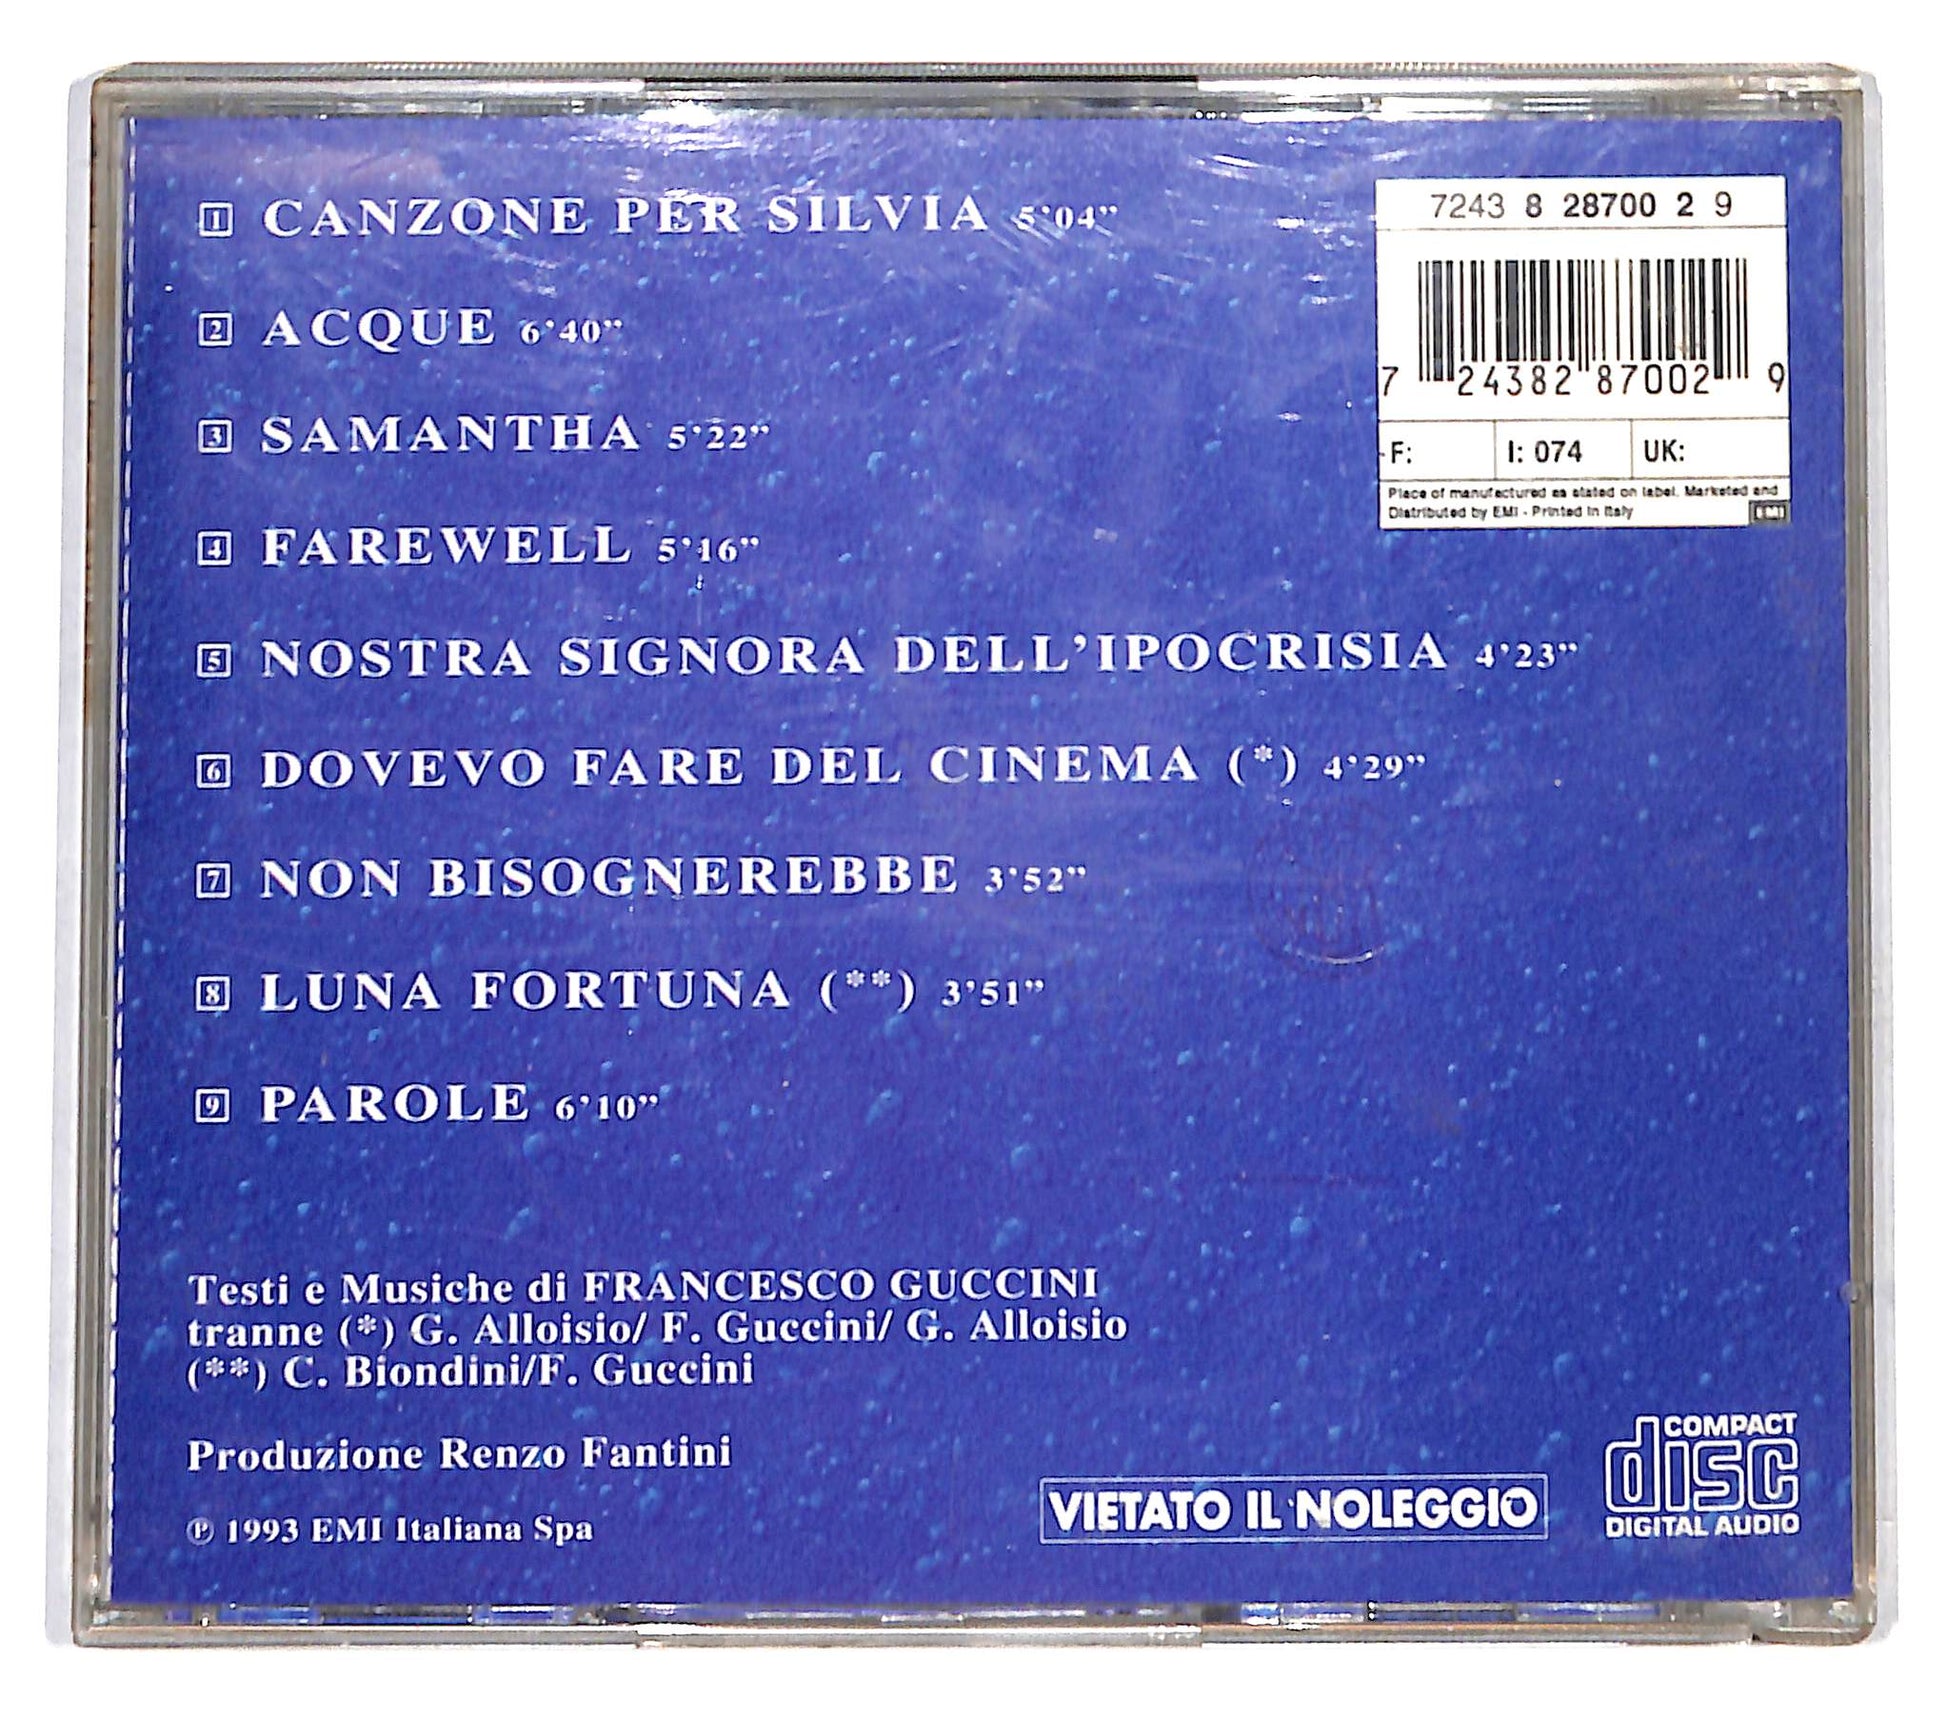 1 CANZONE PER SILVIA 5'04"
2 ACQUE 6'40"
3 SAMANTHA 5'22"
4 FAREWELL 5'16"
5 NOSTRA SIGNORA DELL'IPOCRISIA 4'23"
6 DOVEVO FARE DEL CINEMA (*) 4'29"
7 NON BISOGNEREBBE 3'52"
8 LUNA FORTUNA (**) 3'51"
9 PAROLE 6'10"
7243 8 28700 2 9
7 24382 87002 9
F: I: 074 UK:
Place of manufactured as stated on label. Marketed and
Distributed by EMI - Printed in Italy
EMI
Testi e Musiche di FRANCESCO GUCCINI
tranne (*) G. Alloisio/ F. Guccini/ G. Alloisio
(**) C. Biondini/F. Guccini
Produzione Renzo Fantini
℗ 1993 EMI Italiana Spa
VIETATO IL NOLEGGIO
COMPACT
disc
DIGITAL AUDIO